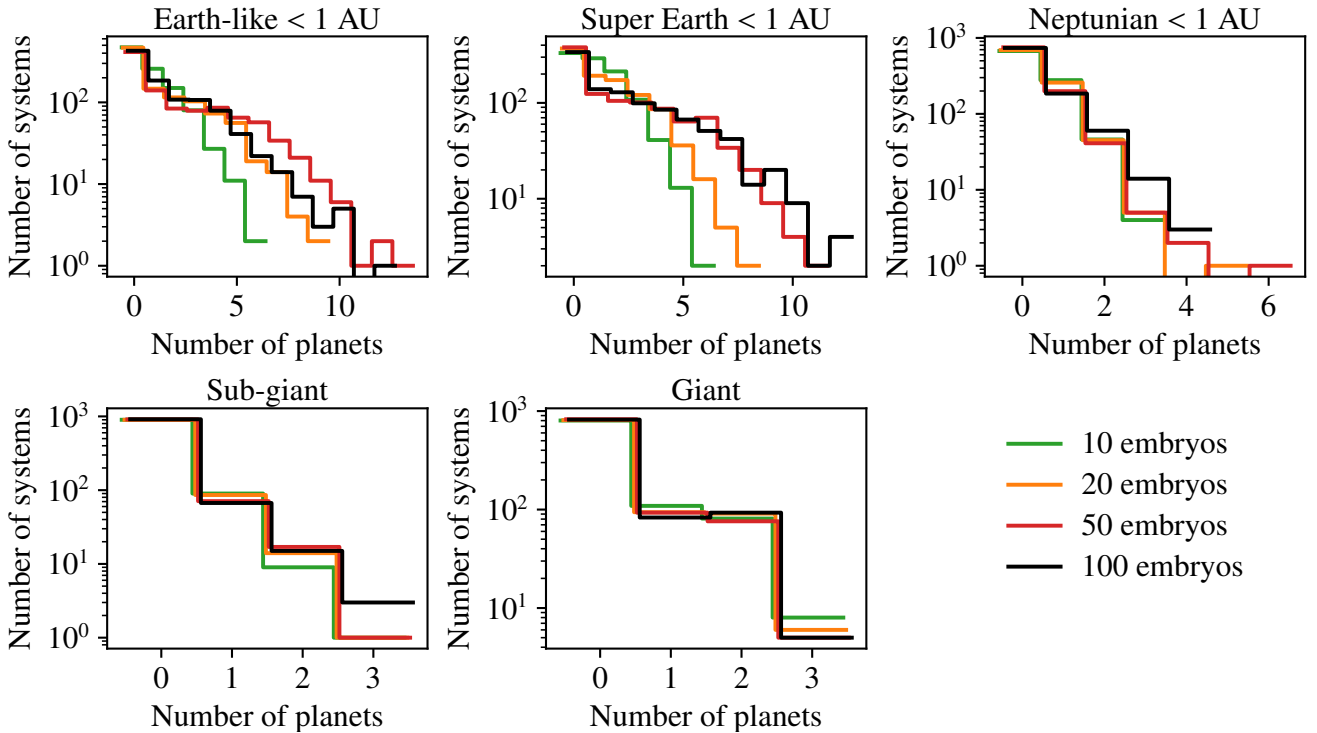 Earth-like < 1 AU
Super Earth < 1 AU
Neptunian < 1 AU
Number of systems
10^2
10^1
10^0
0 5 10
Number of planets
Number of systems
10^2
10^1
0 5 10
Number of planets
Number of systems
10^3
10^2
10^1
10^0
0 2 4 6
Number of planets
Sub-giant
Number of systems
10^3
10^2
10^1
10^0
0 1 2 3
Number of planets
Giant
Number of systems
10^3
10^2
10^1
0 1 2 3
Number of planets
10 embryos
20 embryos
50 embryos
100 embryos